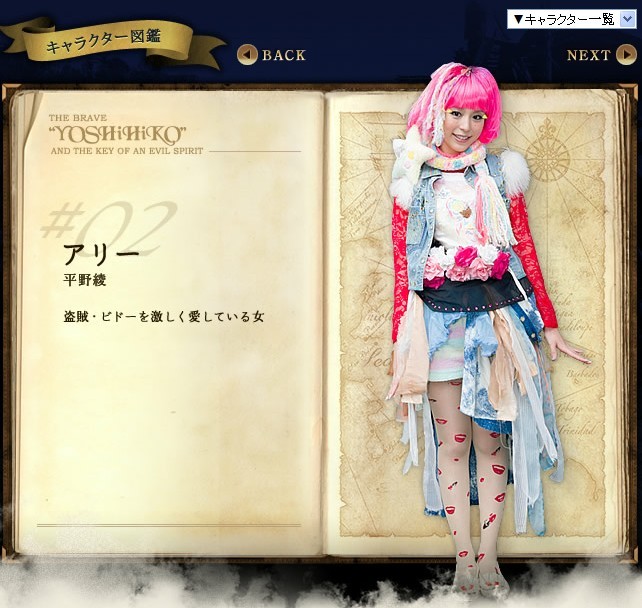 キャラクター図鑑
▼キャラクター一覧
BACK
NEXT
THE BRAVE
"YOSHiHiKO"
AND THE KEY OF AN EVIL SPIRIT
#02
アリー
平野綾
盗賊・ビドーを激しく愛している女
Tobago
Trinidad